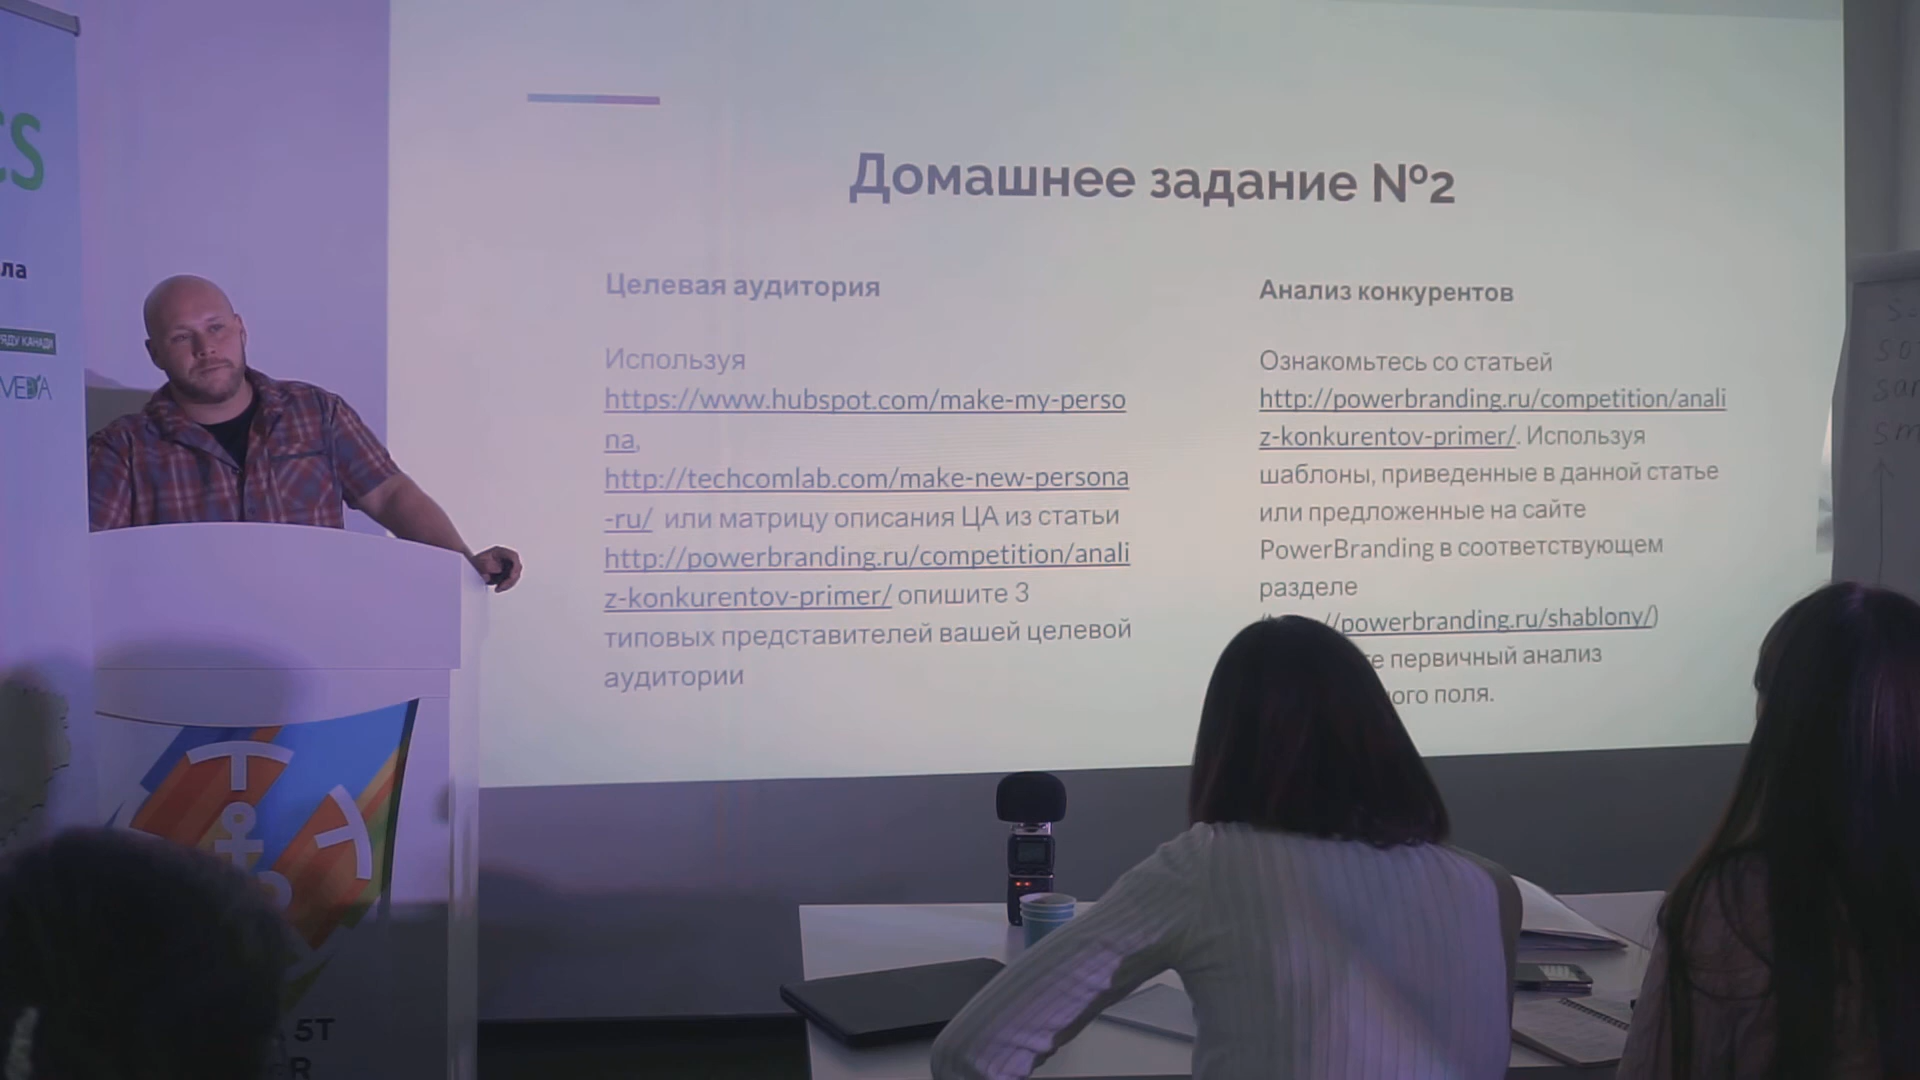 Домашнее задание №2
Целевая аудитория
Используя
https://www.hubspot.com/make-my-perso
na,
http://techcomlab.com/make-new-persona
-ru/ или матрицу описания ЦА из статьи
http://powerbranding.ru/competition/anali
z-konkurentov-primer/ опишите 3
типовых представителей вашей целевой
аудитории
Анализ конкурентов
Ознакомьтесь со статьей
http://powerbranding.ru/competition/anali
z-konkurentov-primer/. Используя
шаблоны, приведенные в данной статье
или предложенные на сайте
PowerBranding в соответствующем
разделе
//powerbranding.ru/shablony/)
первичный анализ
поля.
КАНАДИ
5T